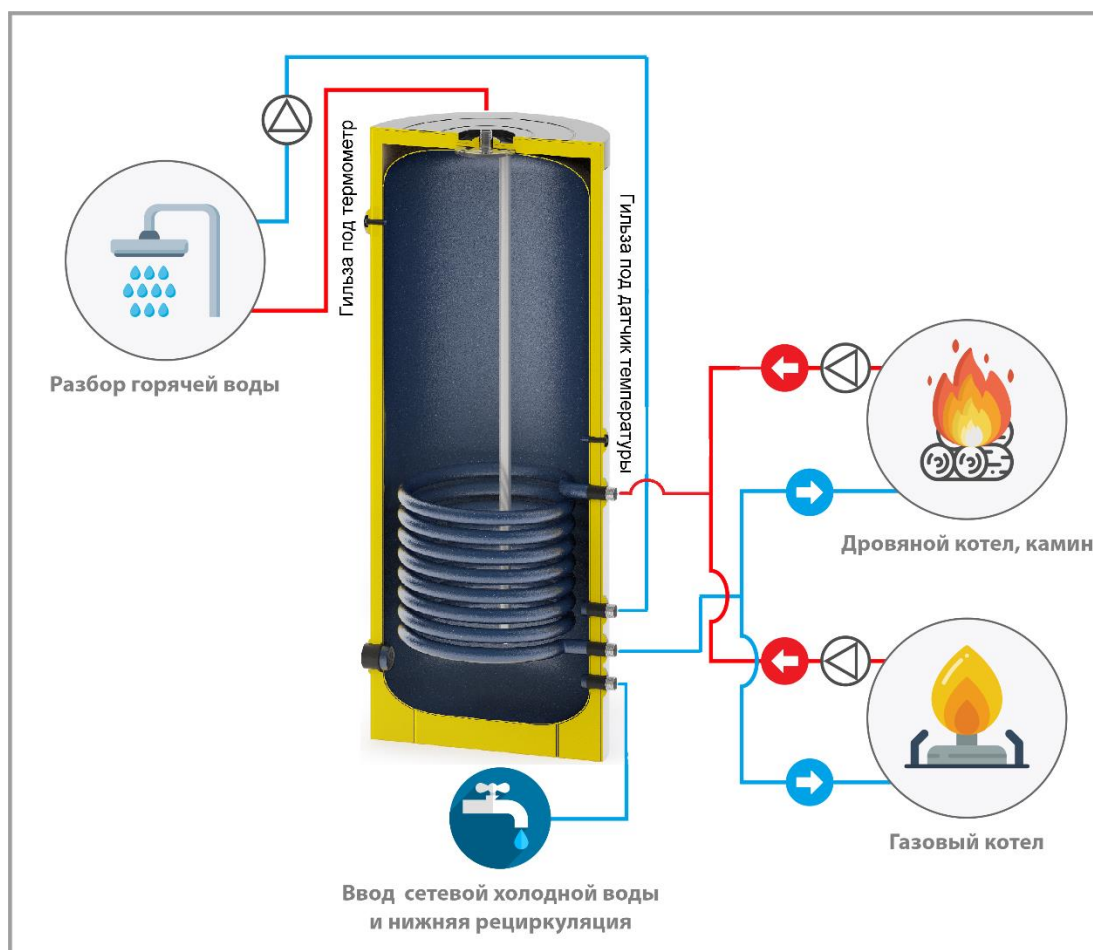 Гильза под термометр
Гильза под датчик температуры
Разбор горячей воды
Дровяной котел, камин
Газовый котел
Ввод сетевой холодной воды
и нижняя рециркуляция